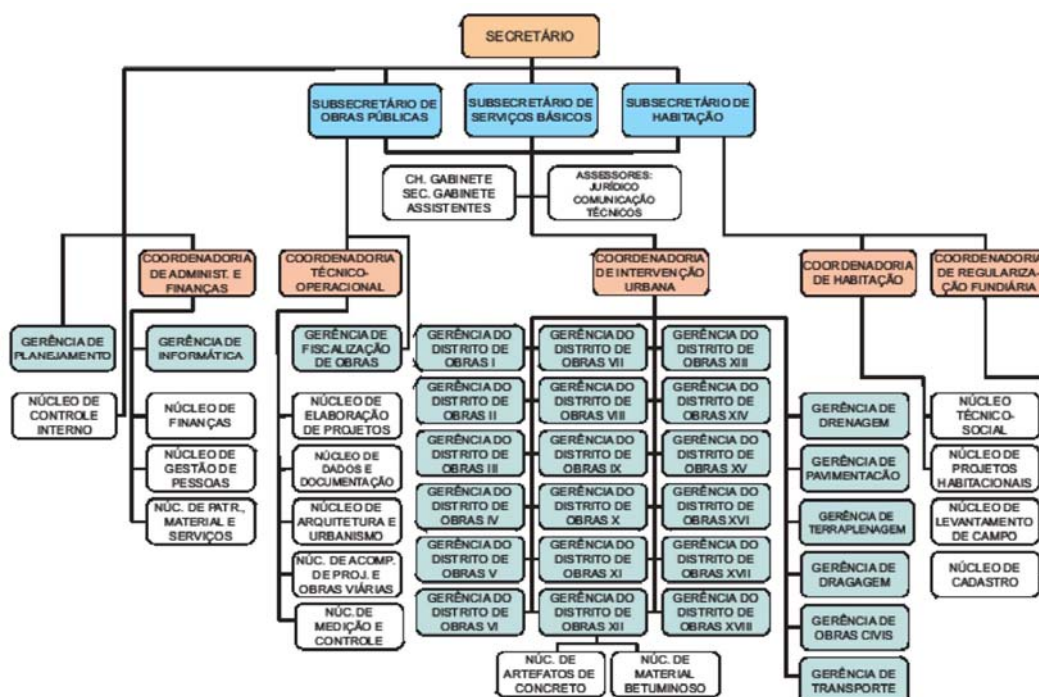 SECRETÁRIO
SUBSECRETÁRIO DE
OBRAS PÚBLICAS
SUBSECRETÁRIO DE
SERVIÇOS BÁSICOS
SUBSECRETÁRIO DE
HABITAÇÃO
CH. GABINETE
SEC. GABINETE
ASSISTENTES
ASSESSORES:
JURÍDICO
COMUNICAÇÃO
TÉCNICOS
COORDENADORIA
DE ADMINIST. E
FINANÇAS
COORDENADORIA
TÉCNICO-
OPERACIONAL
COORDENADORIA
DE INTERVENÇÃO
URBANA
COORDENADORIA
DE HABITAÇÃO
COORDENADORIA
DE REGULARIZA-
ÇÃO FUNDIÁRIA
GERÊNCIA DE
PLANEJAMENTO
NÚCLEO DE
CONTROLE
INTERNO
GERÊNCIA DE
INFORMÁTICA
NÚCLEO DE
FINANÇAS
NÚCLEO DE
GESTÃO DE
PESSOAS
NÚC. DE PATR.,
MATERIAL E
SERVIÇOS
GERÊNCIA DE
FISCALIZAÇÃO
DE OBRAS
NÚCLEO DE
ELABORAÇÃO
DE PROJETOS
NÚCLEO DE
DADOS E
DOCUMENTAÇÃO
NÚCLEO DE
ARQUITETURA E
URBANISMO
NÚC. DE ACOMP.
DE PROJ. E
OBRAS VIÁRIAS
NÚC. DE
MEDIÇÃO E
CONTROLE
GERÊNCIA DO
DISTRITO DE
OBRAS I
GERÊNCIA DO
DISTRITO DE
OBRAS II
GERÊNCIA DO
DISTRITO DE
OBRAS III
GERÊNCIA DO
DISTRITO DE
OBRAS IV
GERÊNCIA DO
DISTRITO DE
OBRAS V
GERÊNCIA DO
DISTRITO DE
OBRAS VI
GERÊNCIA DO
DISTRITO DE
OBRAS VII
GERÊNCIA DO
DISTRITO DE
OBRAS VIII
GERÊNCIA DO
DISTRITO DE
OBRAS IX
GERÊNCIA DO
DISTRITO DE
OBRAS X
GERÊNCIA DO
DISTRITO DE
OBRAS XI
GERÊNCIA DO
DISTRITO DE
OBRAS XII
GERÊNCIA DO
DISTRITO DE
OBRAS XIII
GERÊNCIA DO
DISTRITO DE
OBRAS XIV
GERÊNCIA DO
DISTRITO DE
OBRAS XV
GERÊNCIA DO
DISTRITO DE
OBRAS XVI
GERÊNCIA DO
DISTRITO DE
OBRAS XVII
GERÊNCIA DO
DISTRITO DE
OBRAS XVIII
NÚC. DE
ARTEFATOS DE
CONCRETO
NÚC. DE
MATERIAL
BETUMINOSO
GERÊNCIA DE
DRENAGEM
GERÊNCIA DE
PAVIMENTACÃO
GERÊNCIA DE
TERRAPLENAGEM
GERÊNCIA DE
DRAGAGEM
GERÊNCIA DE
OBRAS CIVIS
GERÊNCIA DE
TRANSPORTE
NÚCLEO
TÉCNICO-
SOCIAL
NÚCLEO DE
PROJETOS
HABITACIONAIS
NÚCLEO DE
LEVANTAMENTO
DE CAMPO
NÚCLEO DE
CADASTRO